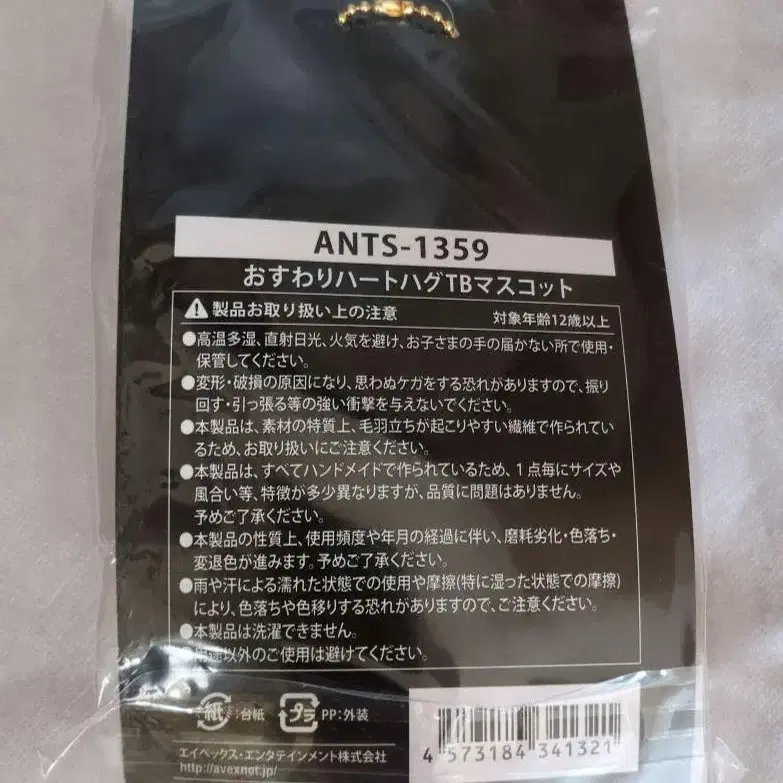 ANTS-1359
おすわりハートハグTBマスコット
製品お取り扱い上の注意
対象年齢12歳以上
●高温多湿、直射日光、火気を避け、お子さまの手の届かない所で使用・
保管してください。
●変形・破損の原因になり、思わぬケガをする恐れがありますので、振り
回す・引っ張る等の強い衝撃を与えないでください。
●本製品は、素材の特質上、毛羽立ちが起こりやすい繊維で作られてい
るため、お取り扱いにご注意ください。
●本製品は、すべてハンドメイドで作られているため、1点毎にサイズや
風合い等、特徴が多少異なりますが、品質に問題はありません。
予めご了承ください。
●本製品の性質上、使用頻度や年月の経過に伴い、磨耗劣化・色落ち・
変退色が進みます。予めご了承ください。
●雨や汗による濡れた状態での使用や摩擦(特に湿った状態での摩擦)
により、色落ちや色移りする恐れがありますので、ご注意ください。
●本製品は洗濯できません。
以外のご使用は避けてください。
紙:台紙
プラ PP:外装
エイベックス・エンタテインメント株式会社
http://avexnet.jp/
4 573184 341321